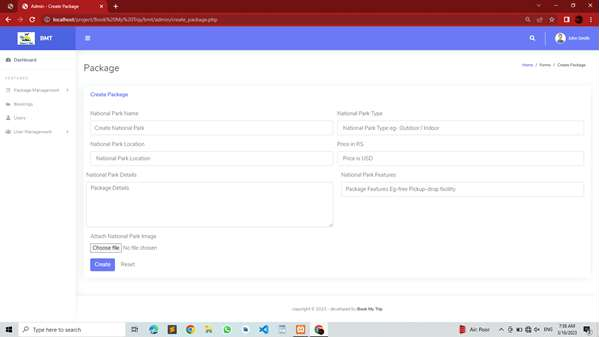 Admin - Create Package
localhost/project/Book%20My%20Trip/bmt/admin/create_package.php
BMT
John Smith
Dashboard
FEATURES
Package Management
Bookings
Users
User Management
Package
Home / Forms / Create Package
Create Package
National Park Name
National Park Type
Create National Park
National Park Type eg- Outdoor / Indoor
National Park Location
Price in RS.
National Park Location
Price is USD
National Park Details
National Park Features
Package Details
Package Features Eg-free Pickup-drop facility
Attach National Park Image
Choose file No file chosen
Create
Reset
copyright © 2023 - developed by Book My Trip
Type here to search
Air: Poor
ENG
7:38 AM
3/16/2023